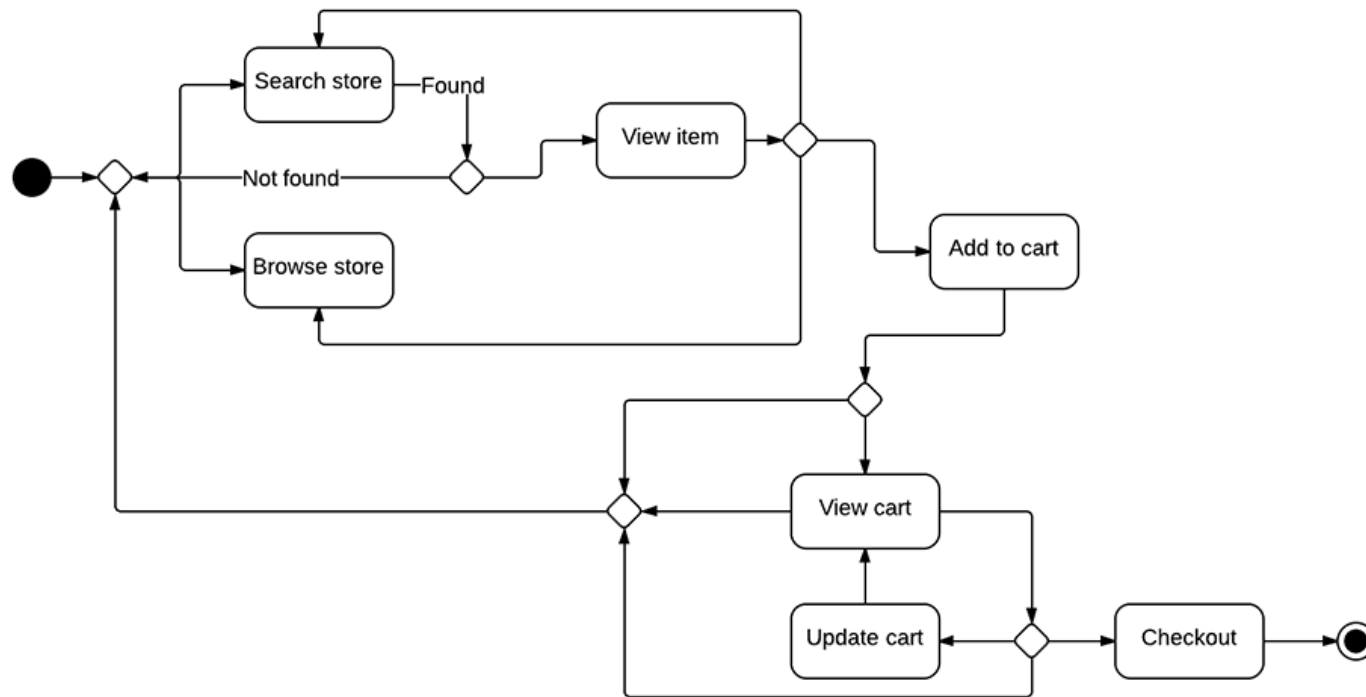 Search store
Found
View item
Not found
Add to cart
Browse store
View cart
Update cart
Checkout